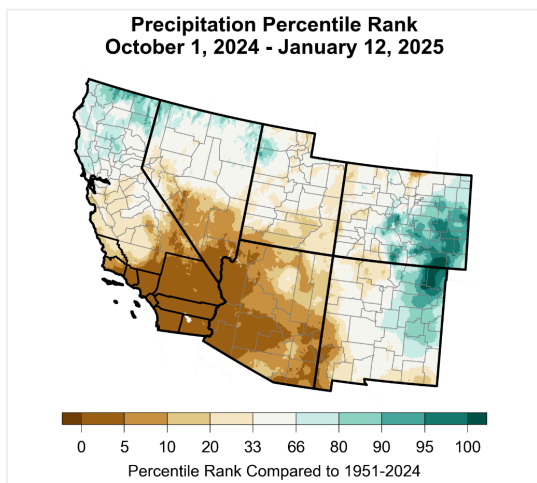 Precipitation Percentile Rank
October 1, 2024 - January 12, 2025
0 5 10 20 33 66 80 90 95 100
Percentile Rank Compared to 1951-2024